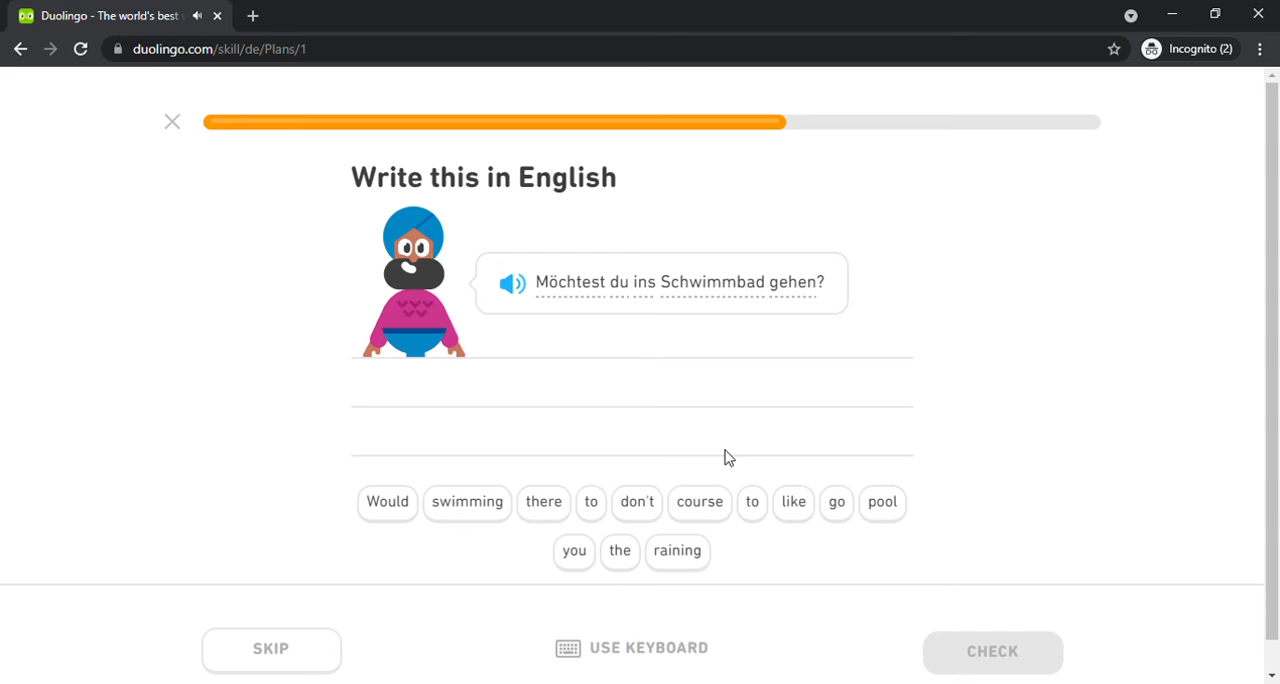 Duolingo - The world's best
duolingo.com/skill/de/Plans/1
Incognito (2)
Write this in English
Möchtest du ins Schwimmbad gehen?
Would swimming there to don't course to like go pool
you the raining
SKIP
USE KEYBOARD
CHECK